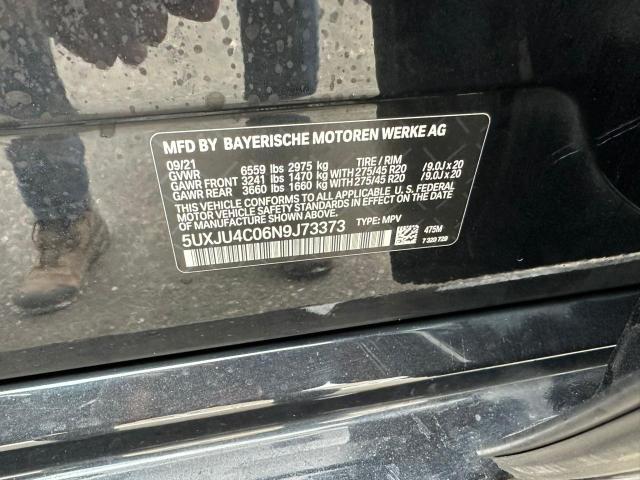 MFD BY BAYERISCHE MOTOREN WERKE AG
09/21 TIRE / RIM
GVWR 6559 lbs 2975 kg
GAWR FRONT 3241 lbs 1470 kg WITH 275/45 R20 / 9.0J x 20
GAWR REAR 3660 lbs 1660 kg WITH 275/45 R20 / 9.0J x 20
THIS VEHICLE CONFORMS TO ALL APPLICABLE U. S. FEDERAL
MOTOR VEHICLE SAFETY STANDARDS IN EFFECT ON THE DATE
OF MANUFACTURE SHOWN ABOVE.
5UXJU4C06N9J73373 TYPE: MPV
475M
7 320 728